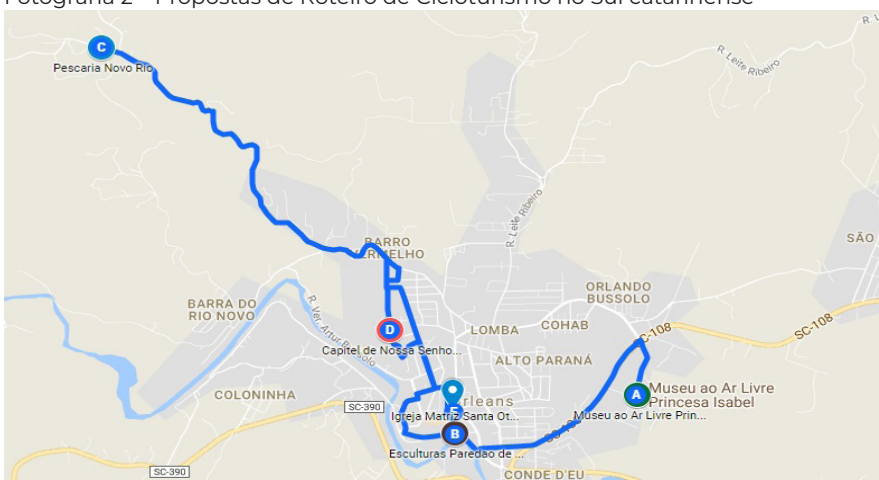 Fotografia 2 - Propostas de Roteiro de Cicloturismo no Sul catarinense
C
Pescaria Novo Rio
R. Leite Ribeiro
R. Leite Ribeiro
BARRO
VERMELHO
SÃO
BARRA DO
RIO NOVO
ORLANDO
BUSSOLO
D
Capitel de Nossa Senho...
LOMBA
COHAB
SC-108
SC-108
ALTO PARANÁ
COLONINHA
SC-390
A
Museu ao Ar Livre
Princesa Isabel
Museu ao Ar Livre Prin...
Igreja Matriz Santa Ot...
B
Esculturas Paredão de ...
SC-390
CONDE D'EU